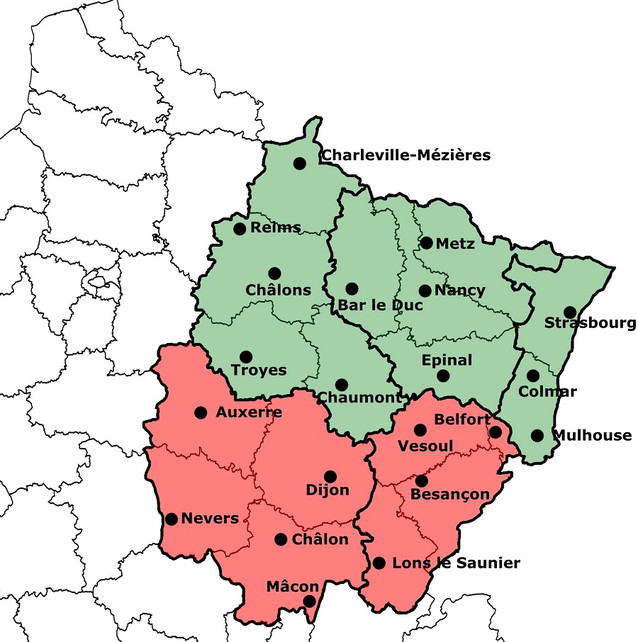 Charleville-Mézières
Reims
Metz
Châlons
Nancy
Bar le Duc
Strasbourg
Troyes
Epinal
Chaumont
Colmar
Auxerre
Belfort
Mulhouse
Vesoul
Dijon
Besançon
Nevers
Châlon
Lons le Saunier
Mâcon